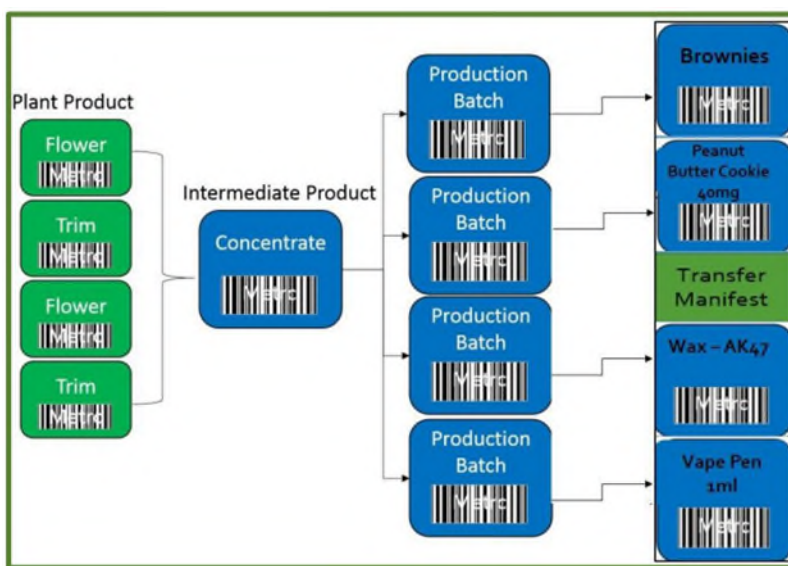 Plant Product
Flower
Metrc
Trim
Metrc
Flower
Metrc
Trim
Metrc
Intermediate Product
Concentrate
Metrc
Production
Batch
Metrc
Production
Batch
Metrc
Production
Batch
Metrc
Production
Batch
Metrc
Brownies
Metrc
Peanut
Butter Cookie
40mg
Metrc
Transfer
Manifest
Wax – AK47
Metrc
Vape Pen
1ml
Metrc